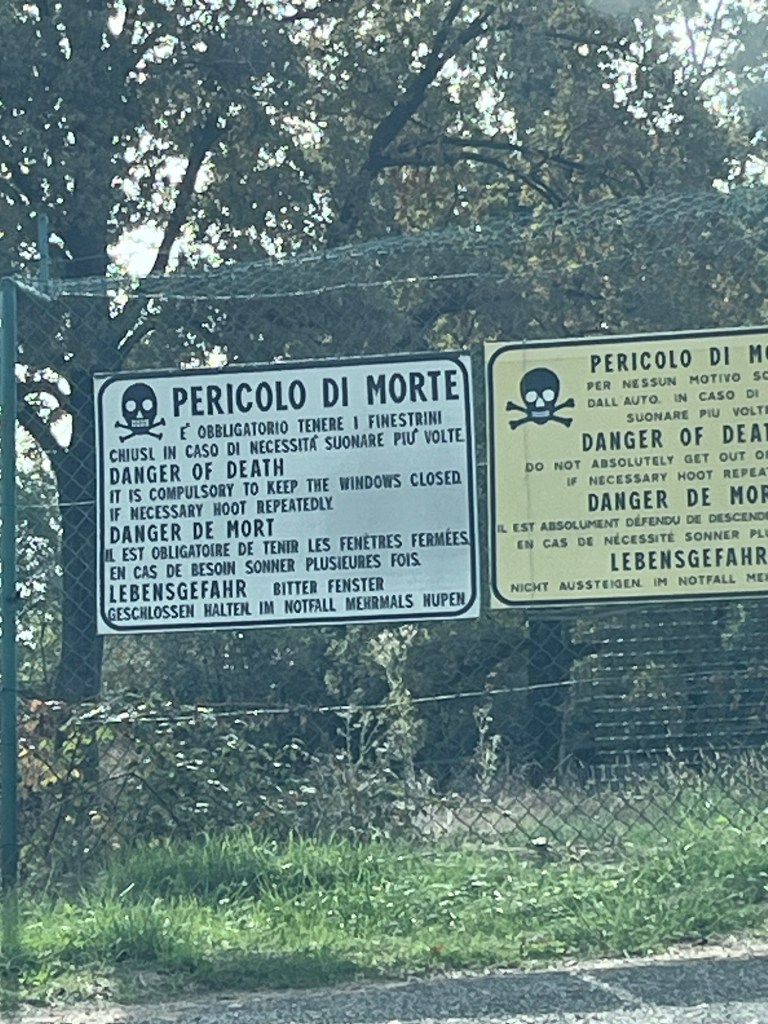 PERICOLO DI MORTE
E' OBBLIGATORIO TENERE I FINESTRINI
CHIUSI. IN CASO DI NECESSITA' SUONARE PIU' VOLTE.
DANGER OF DEATH
IT IS COMPULSORY TO KEEP THE WINDOWS CLOSED.
IF NECESSARY HOOT REPEATEDLY.
DANGER DE MORT
IL EST OBLIGATOIRE DE TENIR LES FENÊTRES FERMÉES.
EN CAS DE BESOIN SONNER PLUSIEURES FOIS.
LEBENSGEFAHR BITTER FENSTER
GESCHLOSSEN HALTEN. IM NOTFALL MEHRMALS HUPEN
PERICOLO DI
PER NESSUN MOTIVO
DALL'AUTO. IN CASO DI
SUONARE PIU VOLTE
DANGER OF
DO NOT ABSOLUTELY GET OUT
IF NECESSARY HOOT
DANGER DE
IL EST ABSOLUMENT DÉFENDU DE
EN CAS DE NÉCESSITÉ SONNER
LEBENSGEFAHR
NICHT AUSSTEIGEN. IM NOTFALL